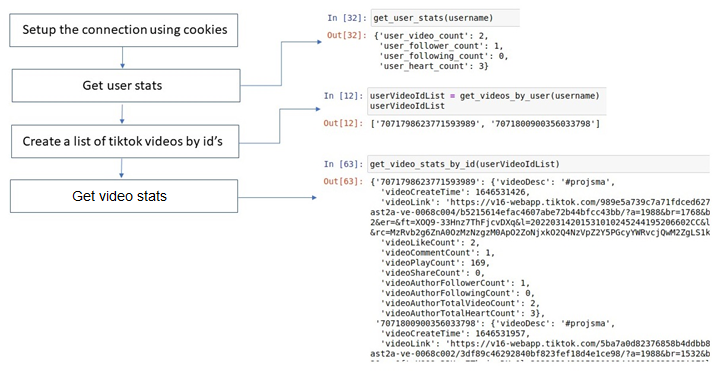 Setup the connection using cookies
Get user stats
Create a list of tiktok videos by id's
Get video stats
In [32]: get_user_stats(username)
Out[32]: {'user_video_count': 2,
'user_follower_count': 1,
'user_following_count': 0,
'user_heart_count': 3}
In [12]: userVideoIdList = get_videos_by_user(username)
userVideoIdList
Out[12]: ['7071798623771593989', '7071800900356033798']
In [63]: get_video_stats_by_id(userVideoIdList)
Out[63]: {'7071798623771593989': {'videoDesc': '#projsma',
'videoCreateTime': 1646531426,
'videoLink': 'https://v16-webapp.tiktok.com/989e5a739c7a71fdced627
ast2a-ve-0068c004/b5215614efac4607abe72b44bfcc43bb/?a=1988&br=1768&b
2&er=&ft=XOQ9-33Hnz7ThFjcvDXq&l=20220314201531010245244195206602CC&l
&rc=MzRvb2g6ZnA0OzMzNzgzM0ApO2ZoNjxkO2Q4NzVpZ2Y5PGcyYWRvcjQwM2ZgLS1k
'videoLikeCount': 2,
'videoCommentCount': 1,
'videoPlayCount': 169,
'videoShareCount': 0,
'videoAuthorFollowerCount': 1,
'videoAuthorFollowingCount': 0,
'videoAuthorTotalVideoCount': 2,
'videoAuthorTotalHeartCount': 3},
'7071800900356033798': {'videoDesc': '#projsma',
'videoCreateTime': 1646531957,
'videoLink': 'https://v16-webapp.tiktok.com/5ba7a0d82376858b4ddbb8
ast2a-ve-0068c002/3df89c46292840bf823fef18d4e1ce98/?a=1988&br=1532&b